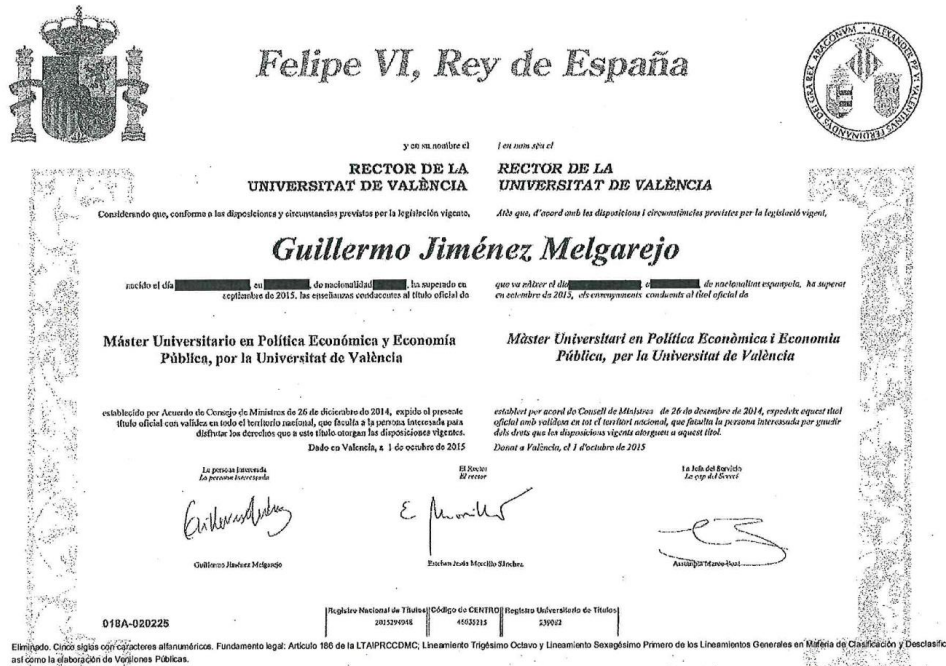 Felipe VI, Rey de España
FERDINANDVS DEI GRA REX ARAGONVM · ALEXANDER PP VI VALENTINVS
y en su nombre el
RECTOR DE LA
UNIVERSITAT DE VALÈNCIA
Considerando que, conforme a las disposiciones y circunstancias previstas por la legislación vigente,
i en nom seu el
RECTOR DE LA
UNIVERSITAT DE VALÈNCIA
Atès que, d'acord amb les disposicions i circumstàncies previstes per la legislació vigent,
Guillermo Jiménez Melgarejo
nacido el día , en , de nacionalidad , ha superado en
septiembre de 2015, las enseñanzas conducentes al título oficial de
que va nàixer el dia , de nacionalitat espanyola, ha superat
en setembre de 2015, els ensenyaments conduents al títol oficial de
Máster Universitario en Política Económica y Economía
Pública, por la Universitat de València
Màster Universitari en Política Econòmica i Economia
Pública, per la Universitat de València
establecido por Acuerdo de Consejo de Ministros de 26 de diciembre de 2014, expide el presente
título oficial con validez en todo el territorio nacional, que faculta a la persona interesada para
disfrutar los derechos que a este título otorgan las disposiciones vigentes.
Dado en Valencia, a 1 de octubre de 2015
establert per acord de Consell de Ministres de 26 de desembre de 2014, expedeix aquest títol
oficial amb validesa en tot el territori nacional, que faculta la persona interessada per gaudir
dels drets que les disposicions vigents atorguen a aquest títol.
Donat a València, el 1 d'octubre de 2015
La persona interesada
La persona interessada
El Rector
El rector
La Jefa del Servicio
La cap del Servei
Guillermo Jiménez Melgarejo
Esteban Jesús Morcillo Sánchez
018A-020225
Registro Nacional de Títulos Código de CENTRO Registro Universitario de Títulos
2015294948 46035215 239062
Eliminado. Cinco siglas con caracteres alfanuméricos. Fundamento legal: Artículo 186 de la LTAIPRCCDMC; Lineamiento Trigésimo Octavo y Lineamiento Sexagésimo Primero de los Lineamientos Generales en Materia de Clasificación y Desclasific
así como la elaboración de Versiones Públicas.